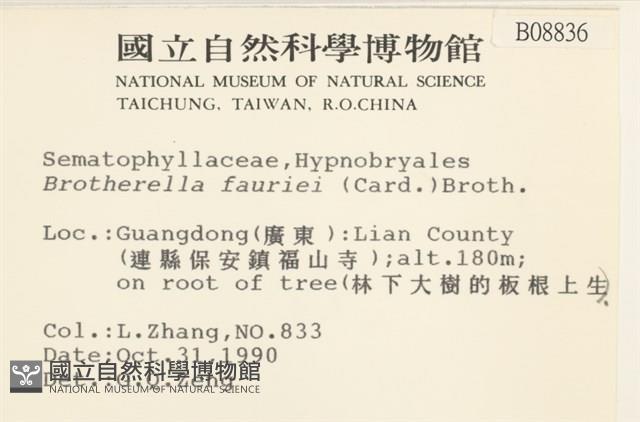 B08836
國立自然科學博物館
NATIONAL MUSEUM OF NATURAL SCIENCE
TAICHUNG, TAIWAN, R.O.CHINA
Sematophyllaceae,Hypnobryales
Brotherella fauriei (Card.)Broth.
Loc.:Guangdong(廣東):Lian County
(連縣保安鎮福山寺);alt.180m;
on root of tree(林下大樹的板根上生).
Col.:L.Zhang,NO.833
Date:Oct.31,1990
Det.: Zeng
國立自然科學博物館
NATIONAL MUSEUM OF NATURAL SCIENCE